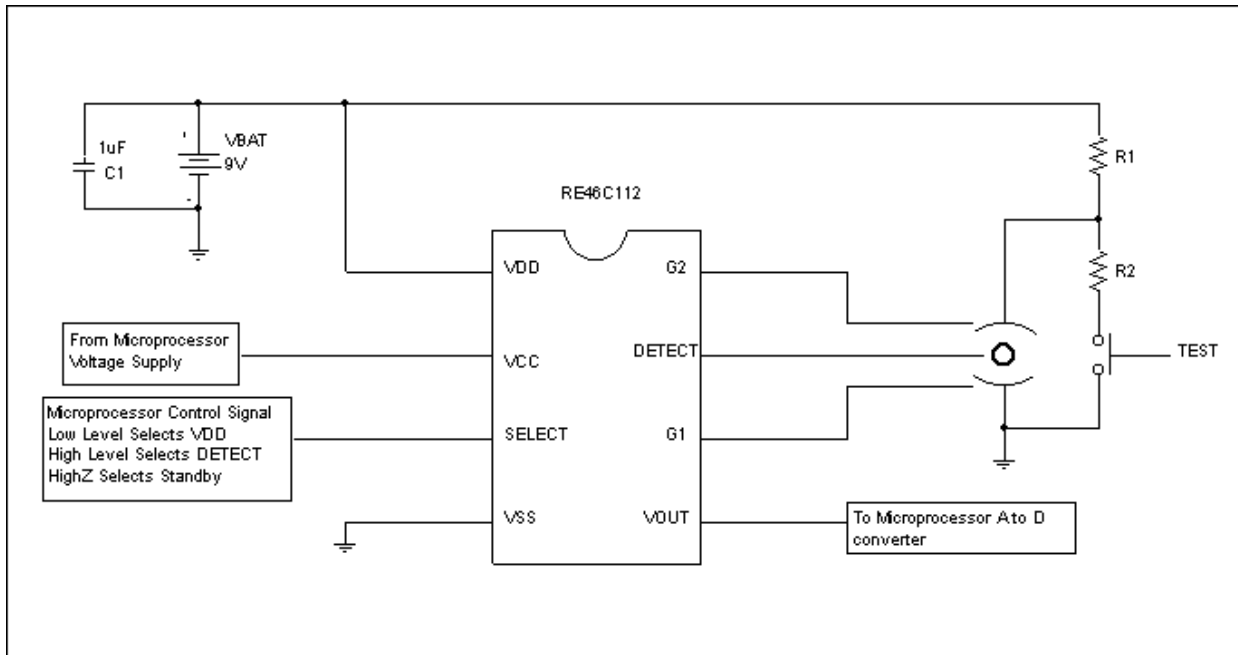 1uF
C1
+
VBAT
9V
-
R1
RE46C112
R2
VDD
G2
From Microprocessor
Voltage Supply
VCC
DETECT
TEST
Microprocessor Control Signal
Low Level Selects VDD
High Level Selects DETECT
HighZ Selects Standby
SELECT
G1
VSS
VOUT
To Microprocessor A to D
converter